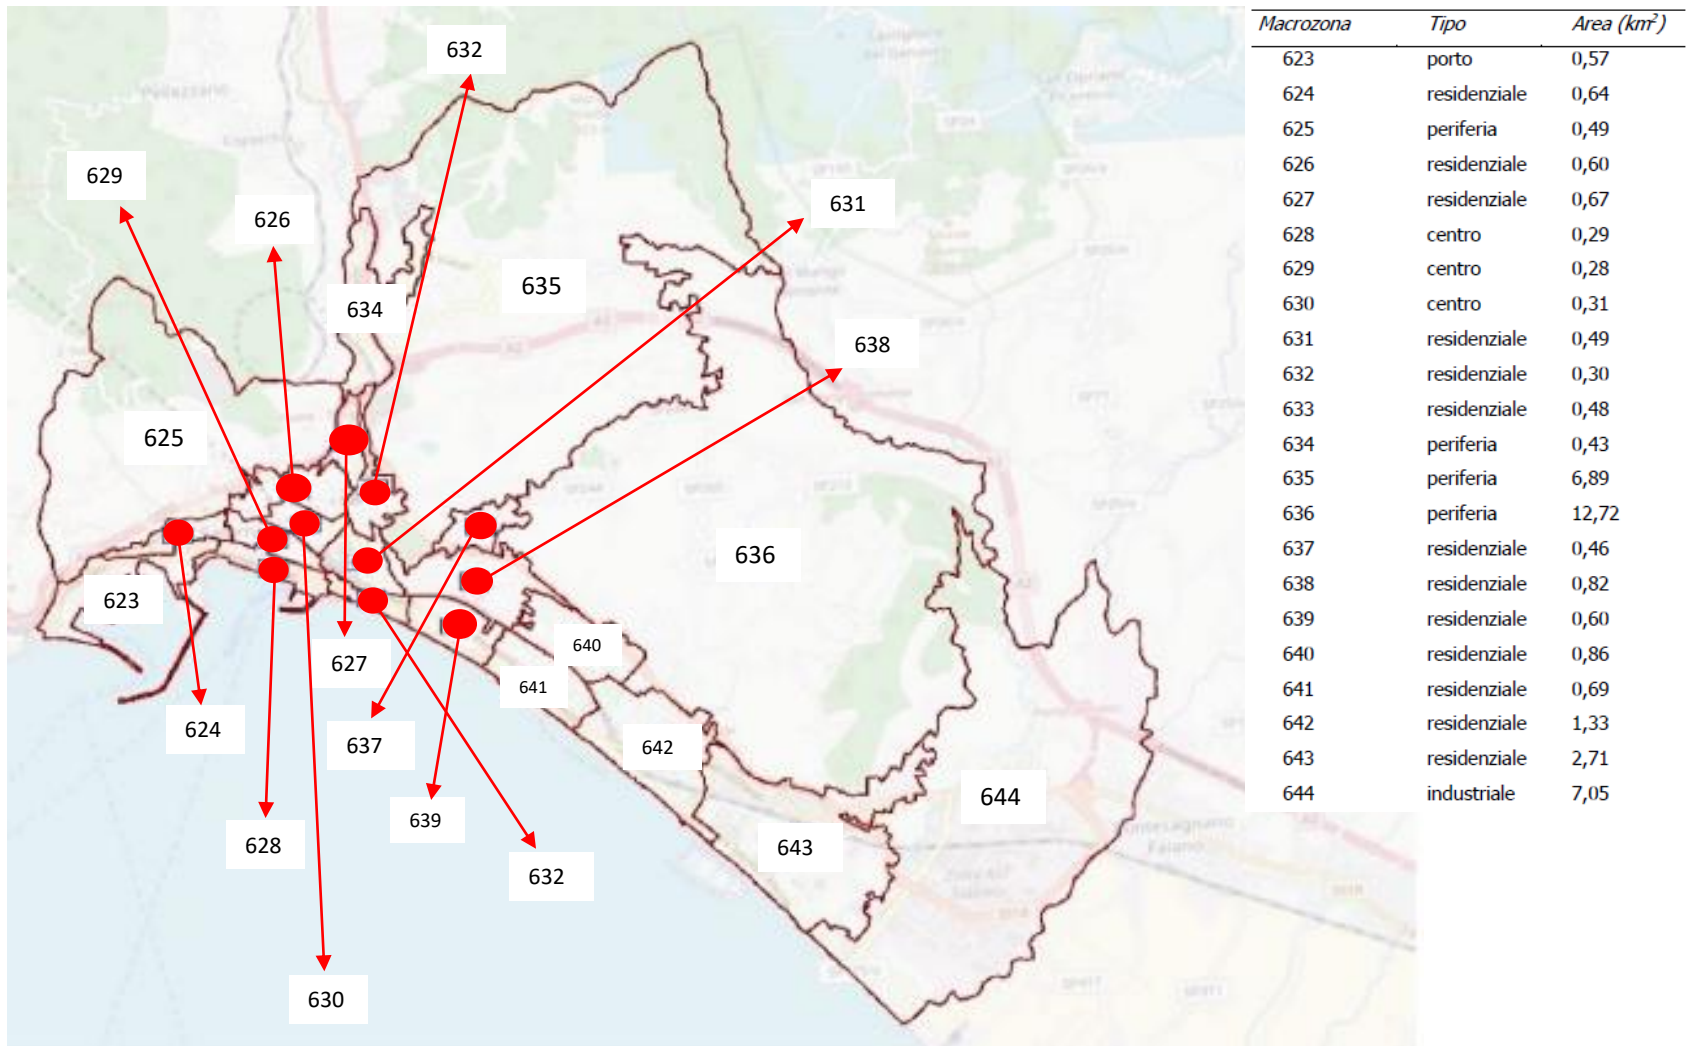 632
629
626
631
635
634
638
625
636
623
627
640
641
624
637
642
639
628
644
643
632
630
Macrozona Tipo Area (km²)
623 porto 0,57
624 residenziale 0,64
625 periferia 0,49
626 residenziale 0,60
627 residenziale 0,67
628 centro 0,29
629 centro 0,28
630 centro 0,31
631 residenziale 0,49
632 residenziale 0,30
633 residenziale 0,48
634 periferia 0,43
635 periferia 6,89
636 periferia 12,72
637 residenziale 0,46
638 residenziale 0,82
639 residenziale 0,60
640 residenziale 0,86
641 residenziale 0,69
642 residenziale 1,33
643 residenziale 2,71
644 industriale 7,05